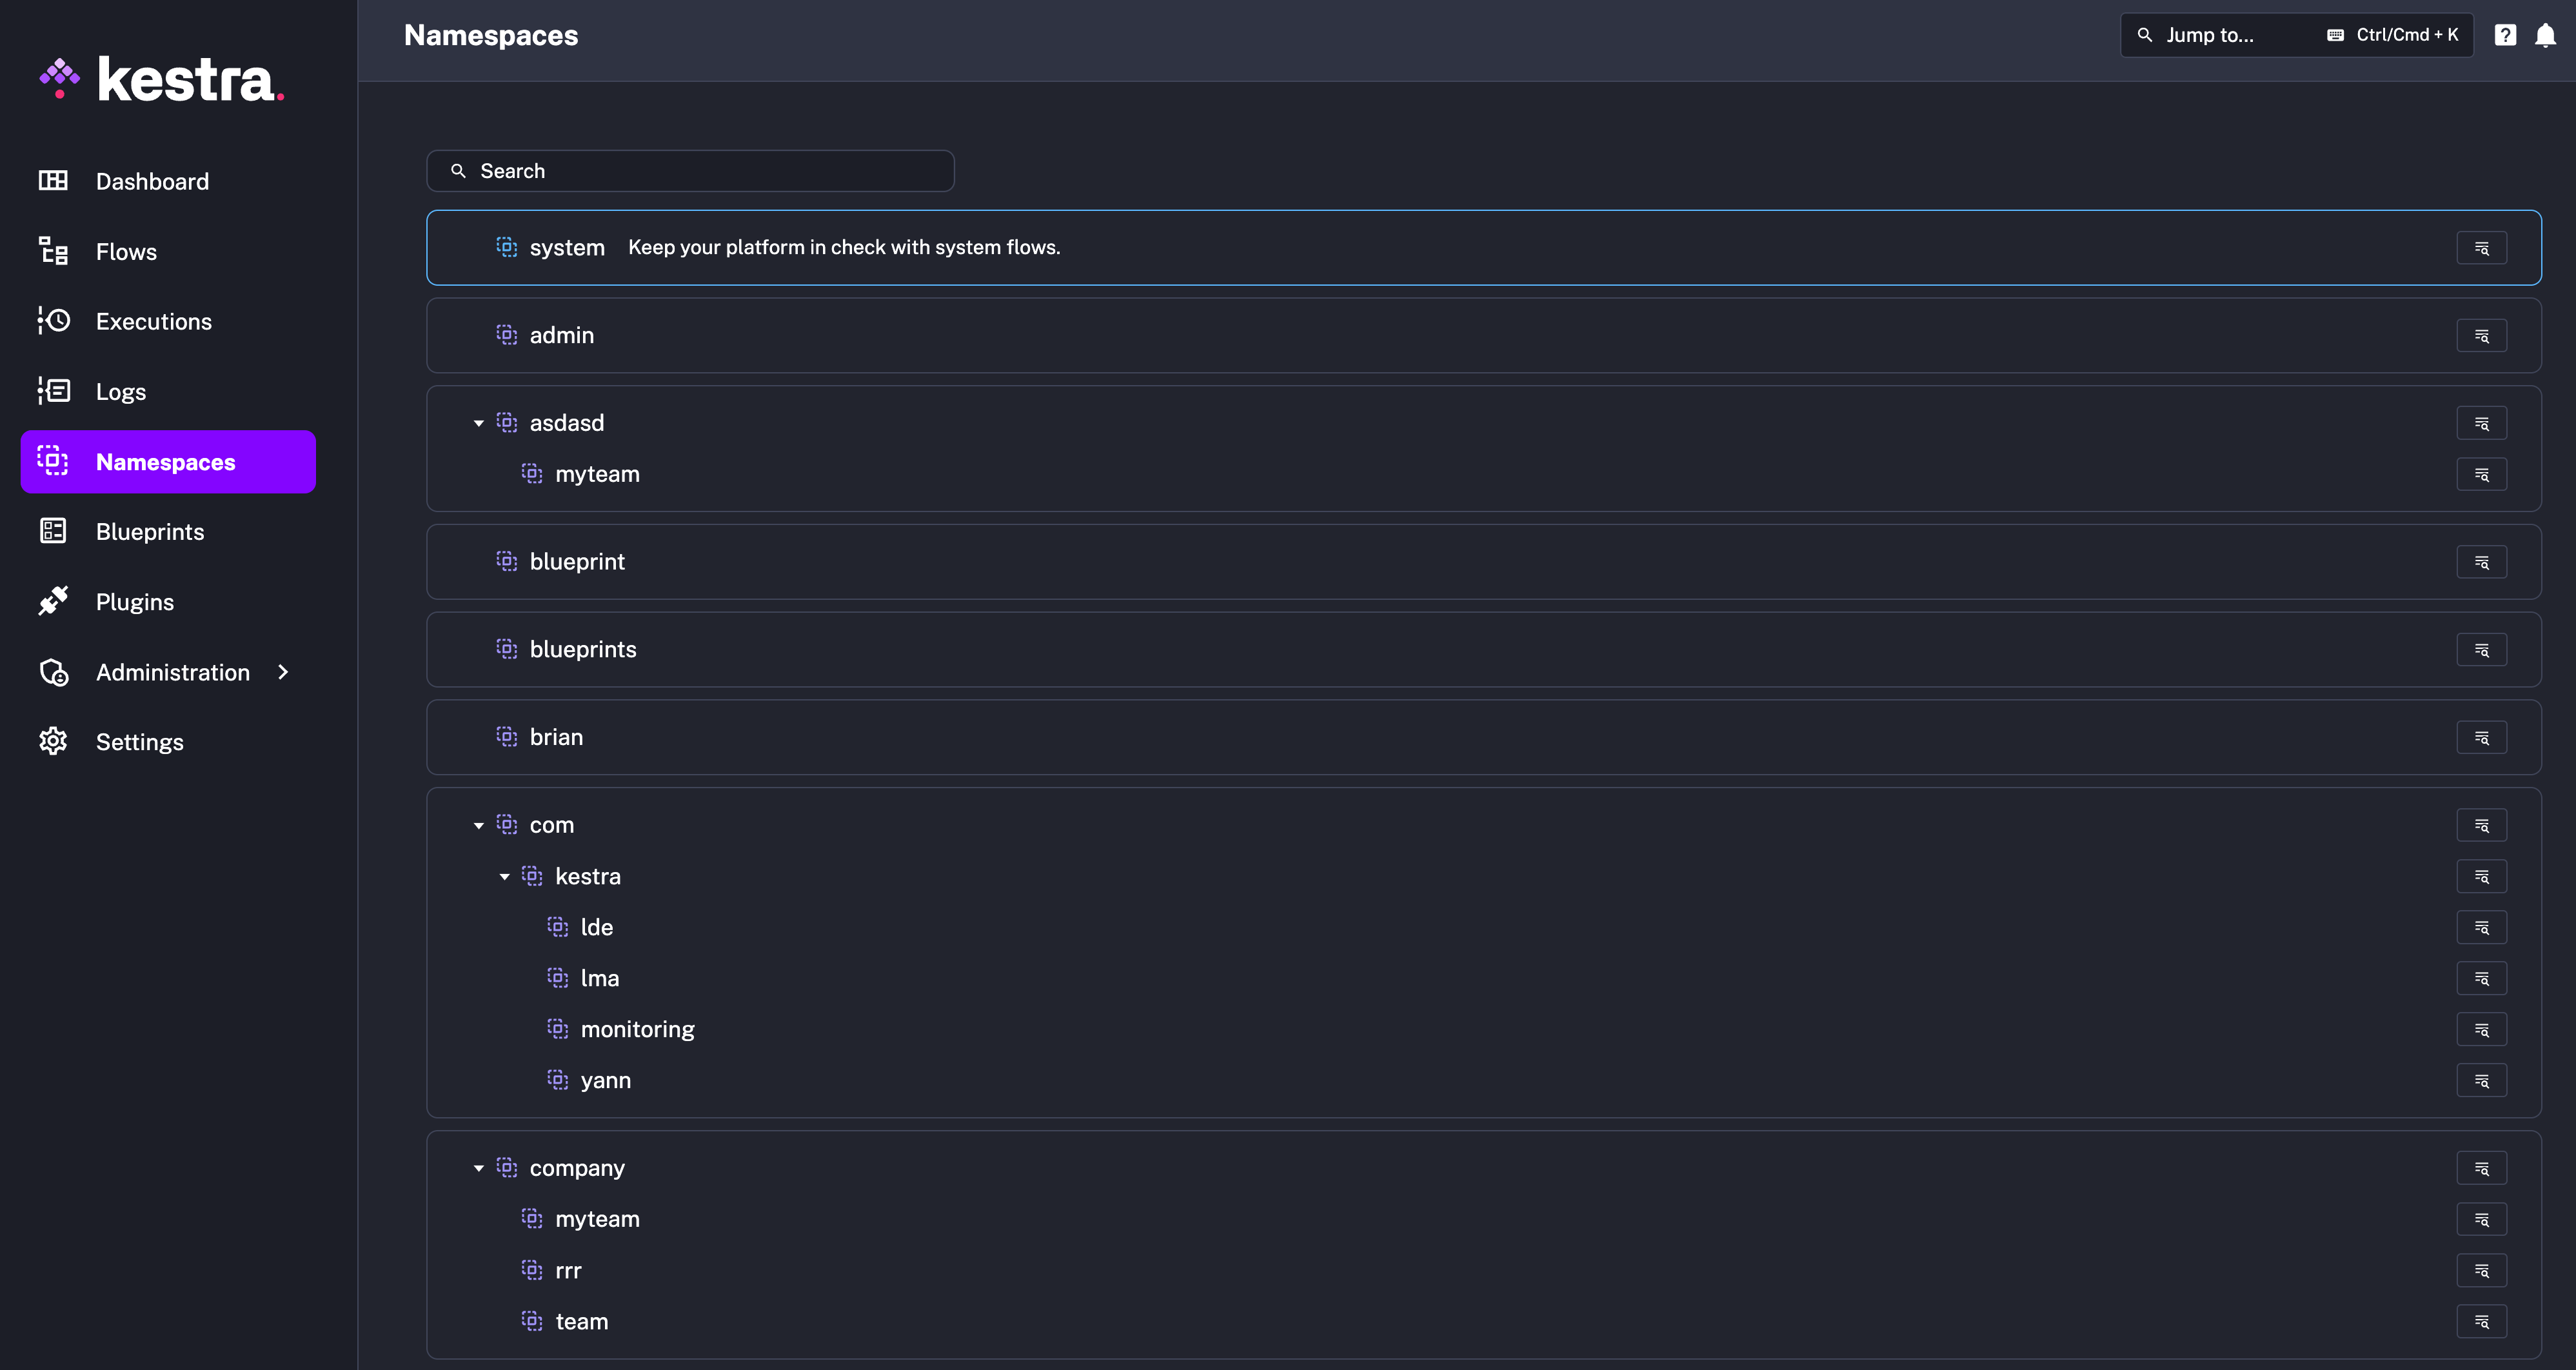 kestra.
Dashboard
Flows
Executions
Logs
Namespaces
Blueprints
Plugins
Administration
Settings
Namespaces
Jump to... Ctrl/Cmd + K
Search
system Keep your platform in check with system flows.
admin
asdasd
myteam
blueprint
blueprints
brian
com
kestra
lde
lma
monitoring
yann
company
myteam
rrr
team